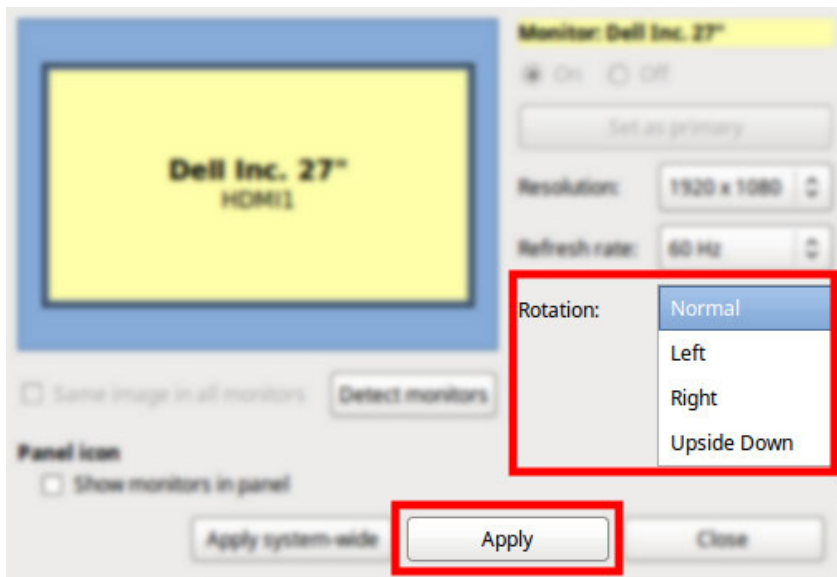 Monitor: Dell Inc. 27"
On Off
Set as primary
Dell Inc. 27"
HDMI1
Resolution: 1920 x 1080
Refresh rate: 60 Hz
Rotation: Normal
Left
Right
Upside Down
Same image in all monitors Detect monitors
Panel icon
Show monitors in panel
Apply system-wide Apply Close